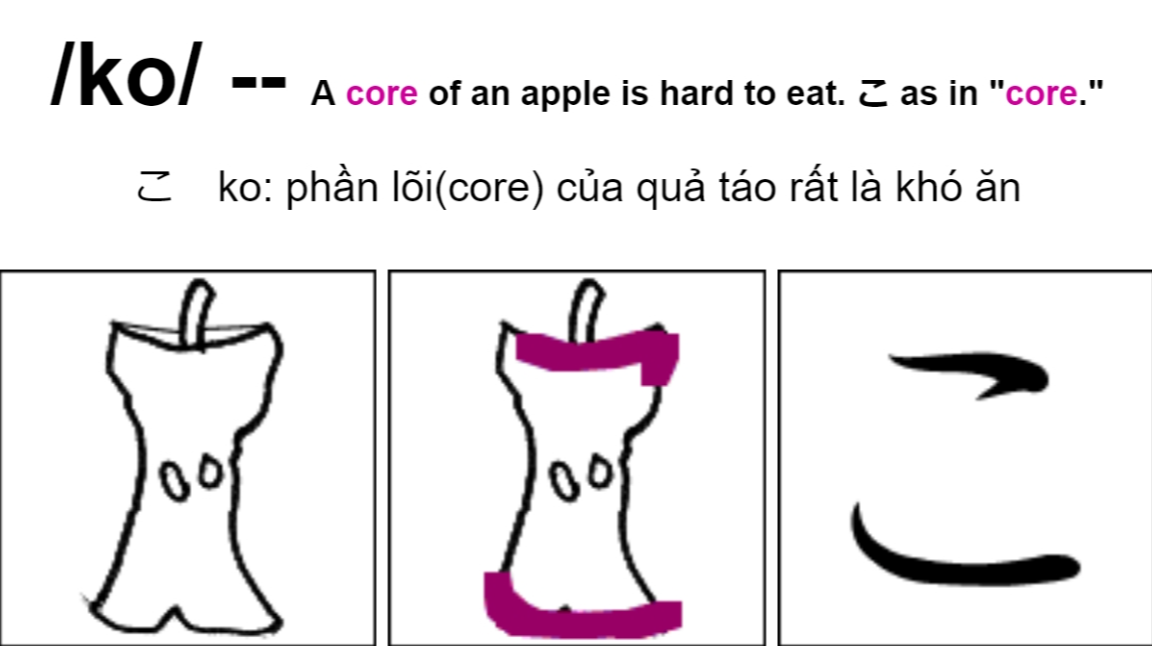 /ko/ -- A core of an apple is hard to eat. こ as in "core."
こ ko: phần lõi(core) của quả táo rất là khó ăn
こ